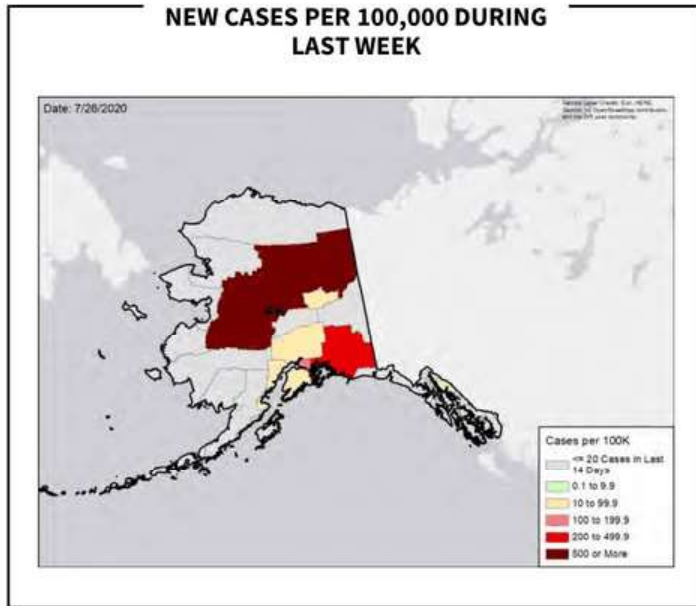 NEW CASES PER 100,000 DURING
LAST WEEK
Date: 7/26/2020
Cases per 100K
<= 20 Cases in Last
14 Days
0.1 to 9.9
10 to 99.9
100 to 199.9
200 to 499.9
500 or More